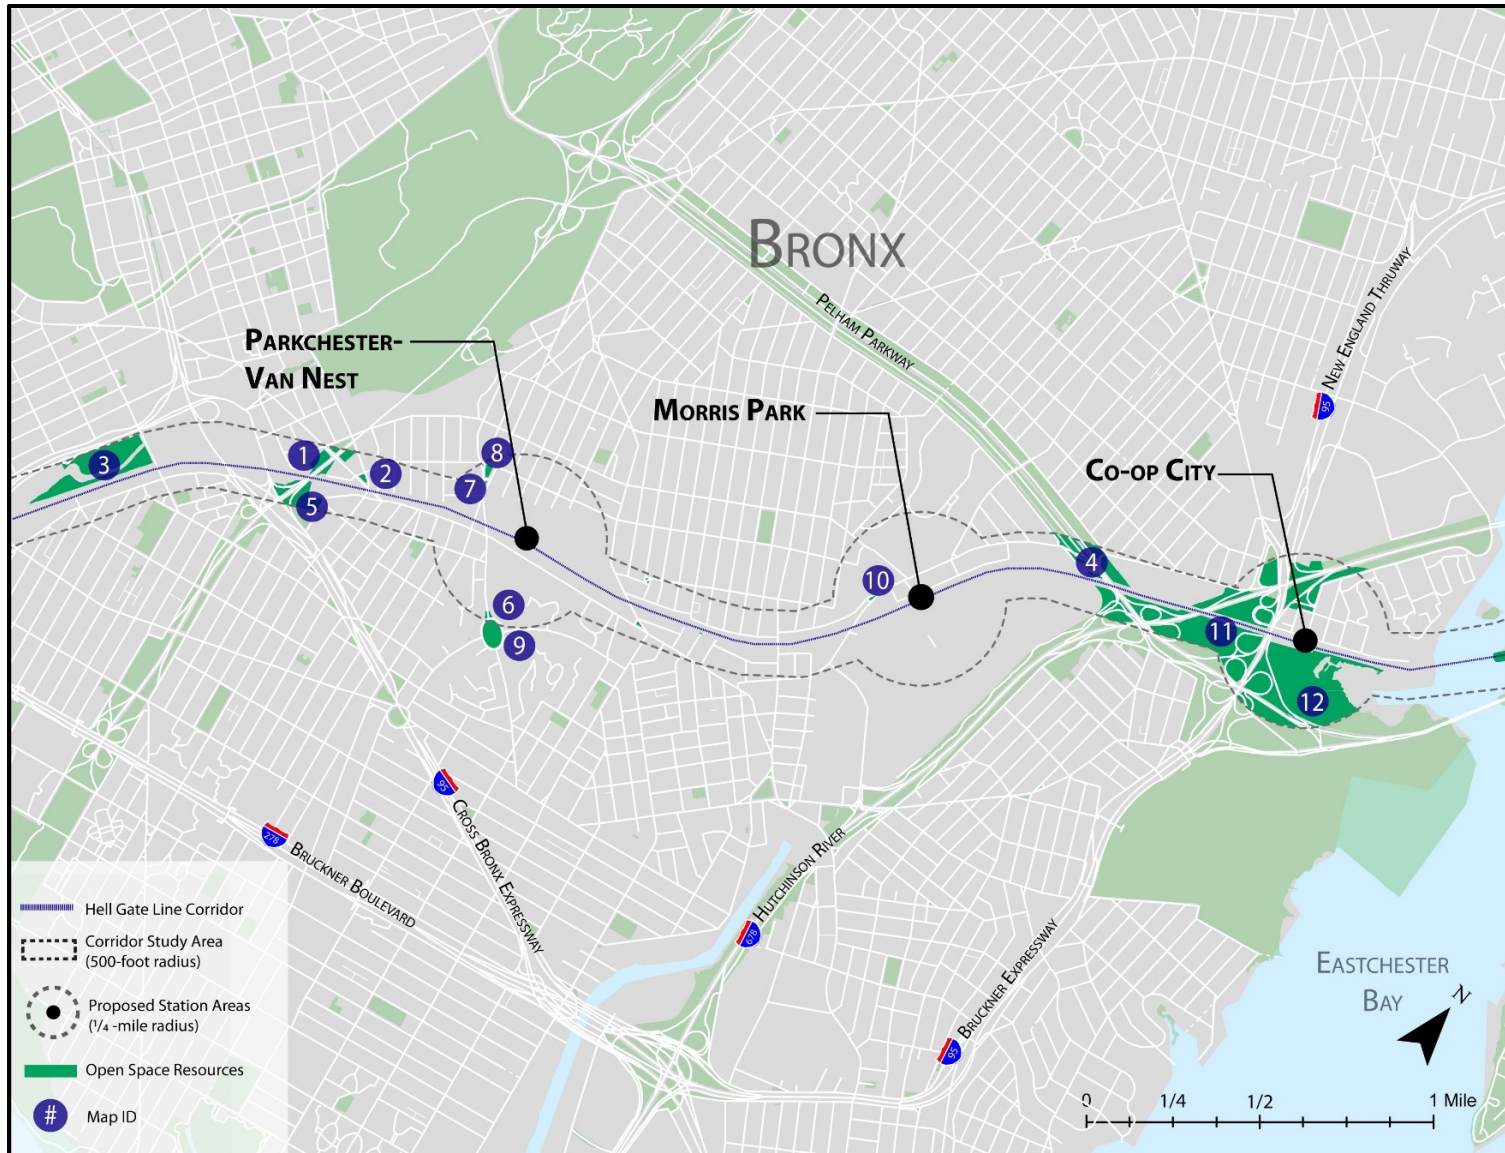 BRONX
PELHAM PARKWAY
NEW ENGLAND THRUWAY
95
PARKCHESTER-
VAN NEST
MORRIS PARK
CO-OP CITY
3
1
2
8
7
5
6
9
10
4
11
12
95
CROSS BRONX EXPRESSWAY
278
BRUCKNER BOULEVARD
678
HUTCHINSON RIVER
95
BRUCKNER EXPRESSWAY
EASTCHESTER
BAY
N
Hell Gate Line Corridor
Corridor Study Area
(500-foot radius)
Proposed Station Areas
(1/4 -mile radius)
Open Space Resources
# Map ID
0 1/4 1/2 1 Mile